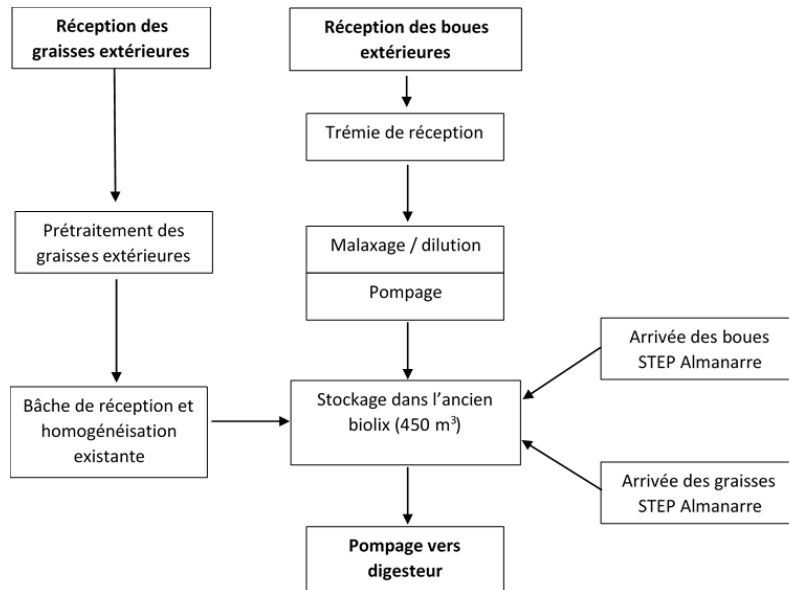 Réception des
graisses extérieures
Réception des boues
extérieures
Trémie de réception
Prétraitement des
graisses extérieures
Malaxage / dilution
Pompage
Arrivée des boues
STEP Almanarre
Bâche de réception et
homogénéisation
existante
Stockage dans l’ancien
biolix (450 m³)
Arrivée des graisses
STEP Almanarre
Pompage vers
digesteur